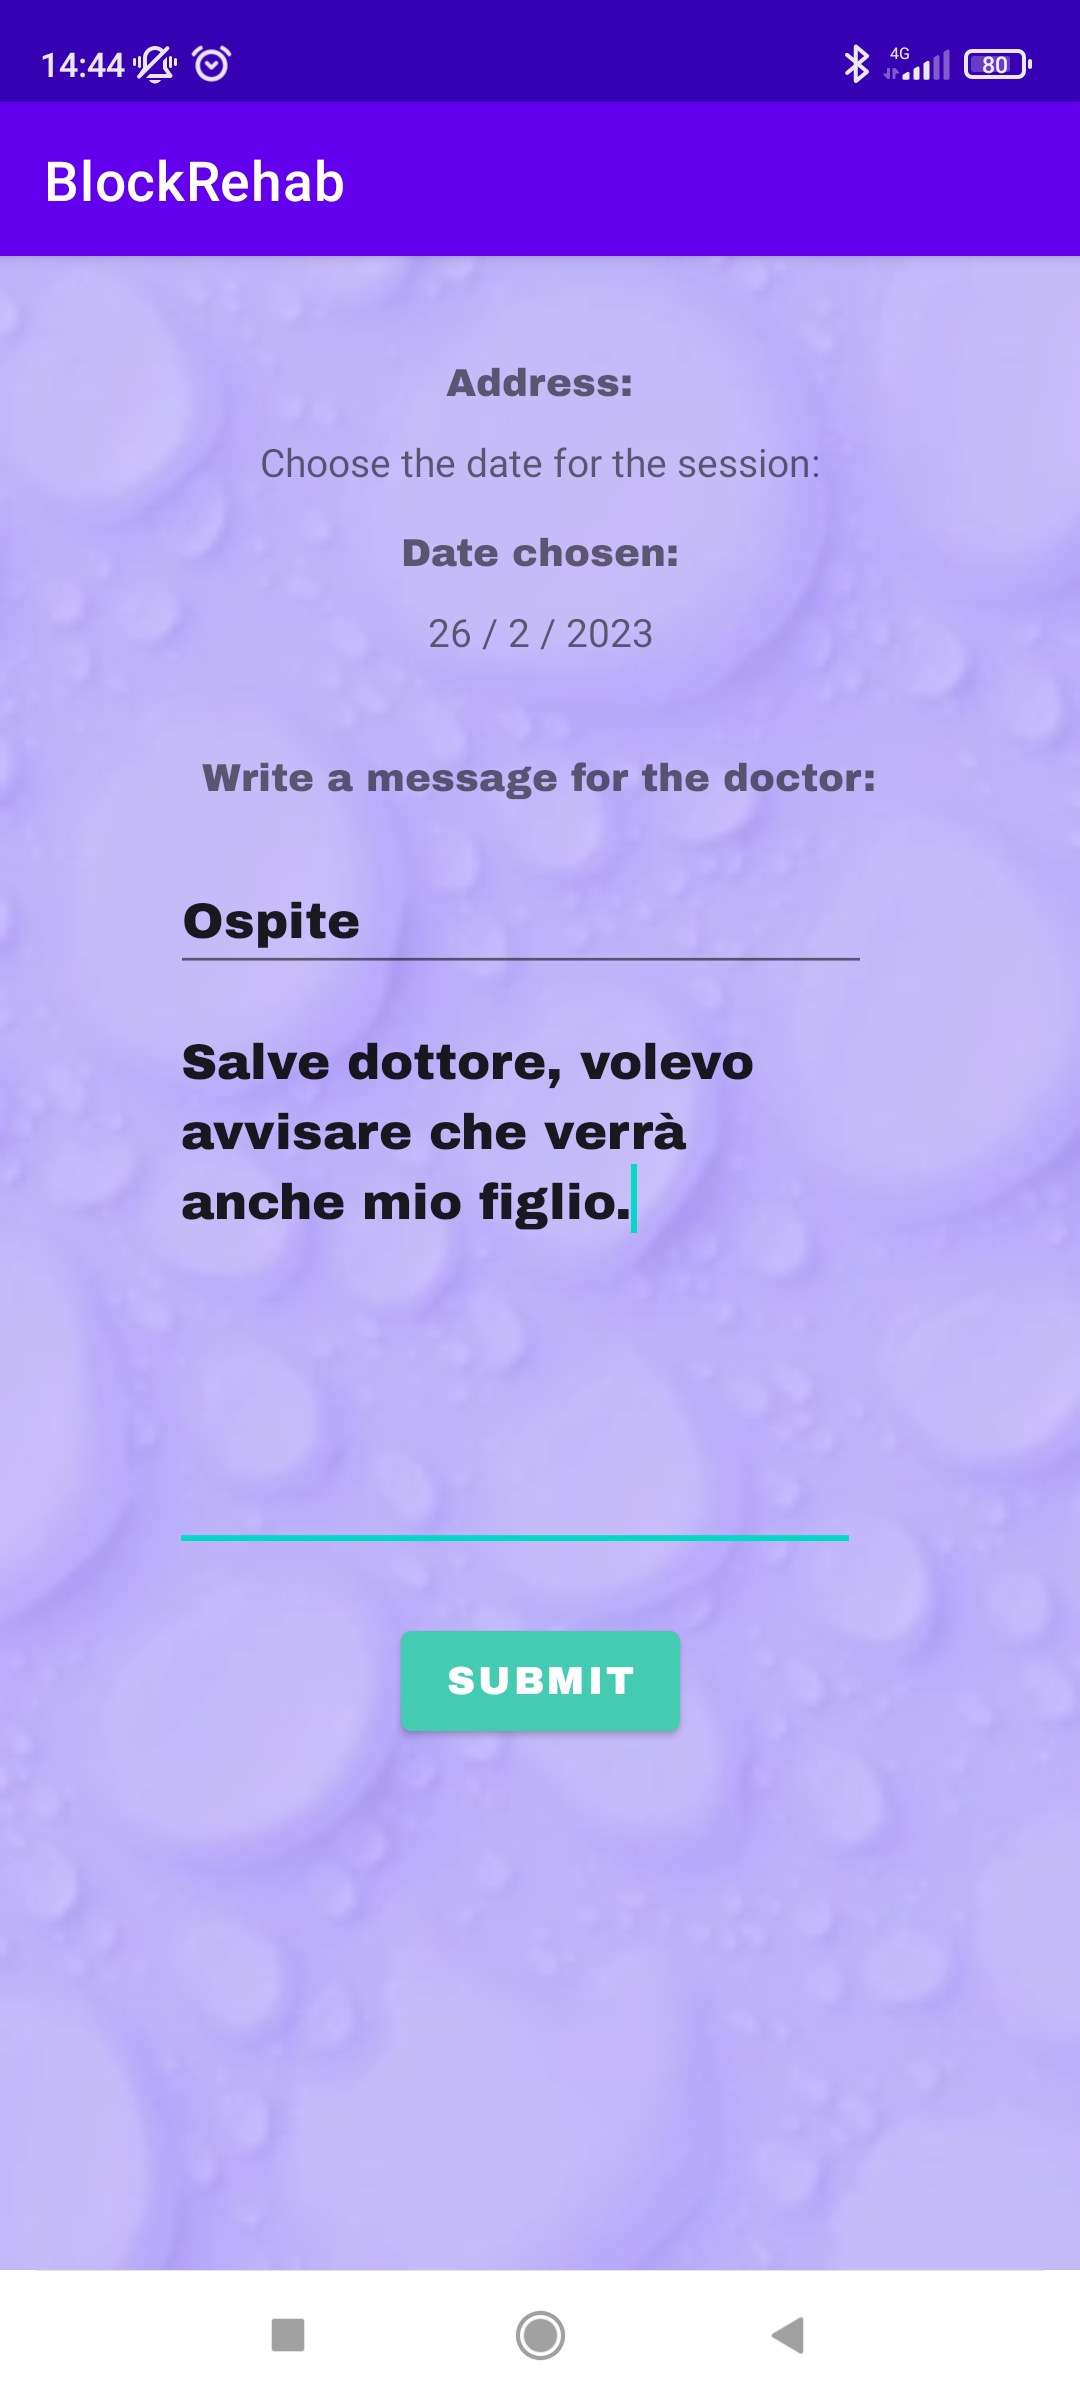 14:44
4G
80
BlockRehab
Address:
Choose the date for the session:
Date chosen:
26 / 2 / 2023
Write a message for the doctor:
Ospite
Salve dottore, volevo
avvisare che verrà
anche mio figlio.
SUBMIT